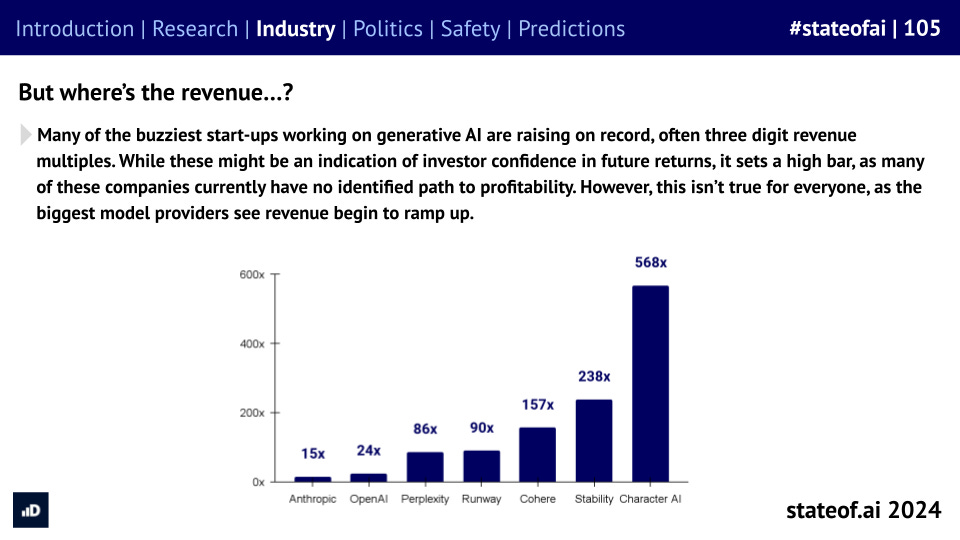 Introduction | Research | Industry | Politics | Safety | Predictions
#stateofai | 105
But where's the revenue...?
Many of the buzziest start-ups working on generative AI are raising on record, often three digit revenue
multiples. While these might be an indication of investor confidence in future returns, it sets a high bar, as many
of these companies currently have no identified path to profitability. However, this isn't true for everyone, as the
biggest model providers see revenue begin to ramp up.
600x
400x
200x
0x
15x
24x
86x
90x
157x
238x
568x
Anthropic
OpenAI
Perplexity
Runway
Cohere
Stability
Character AI
D
stateof.ai 2024